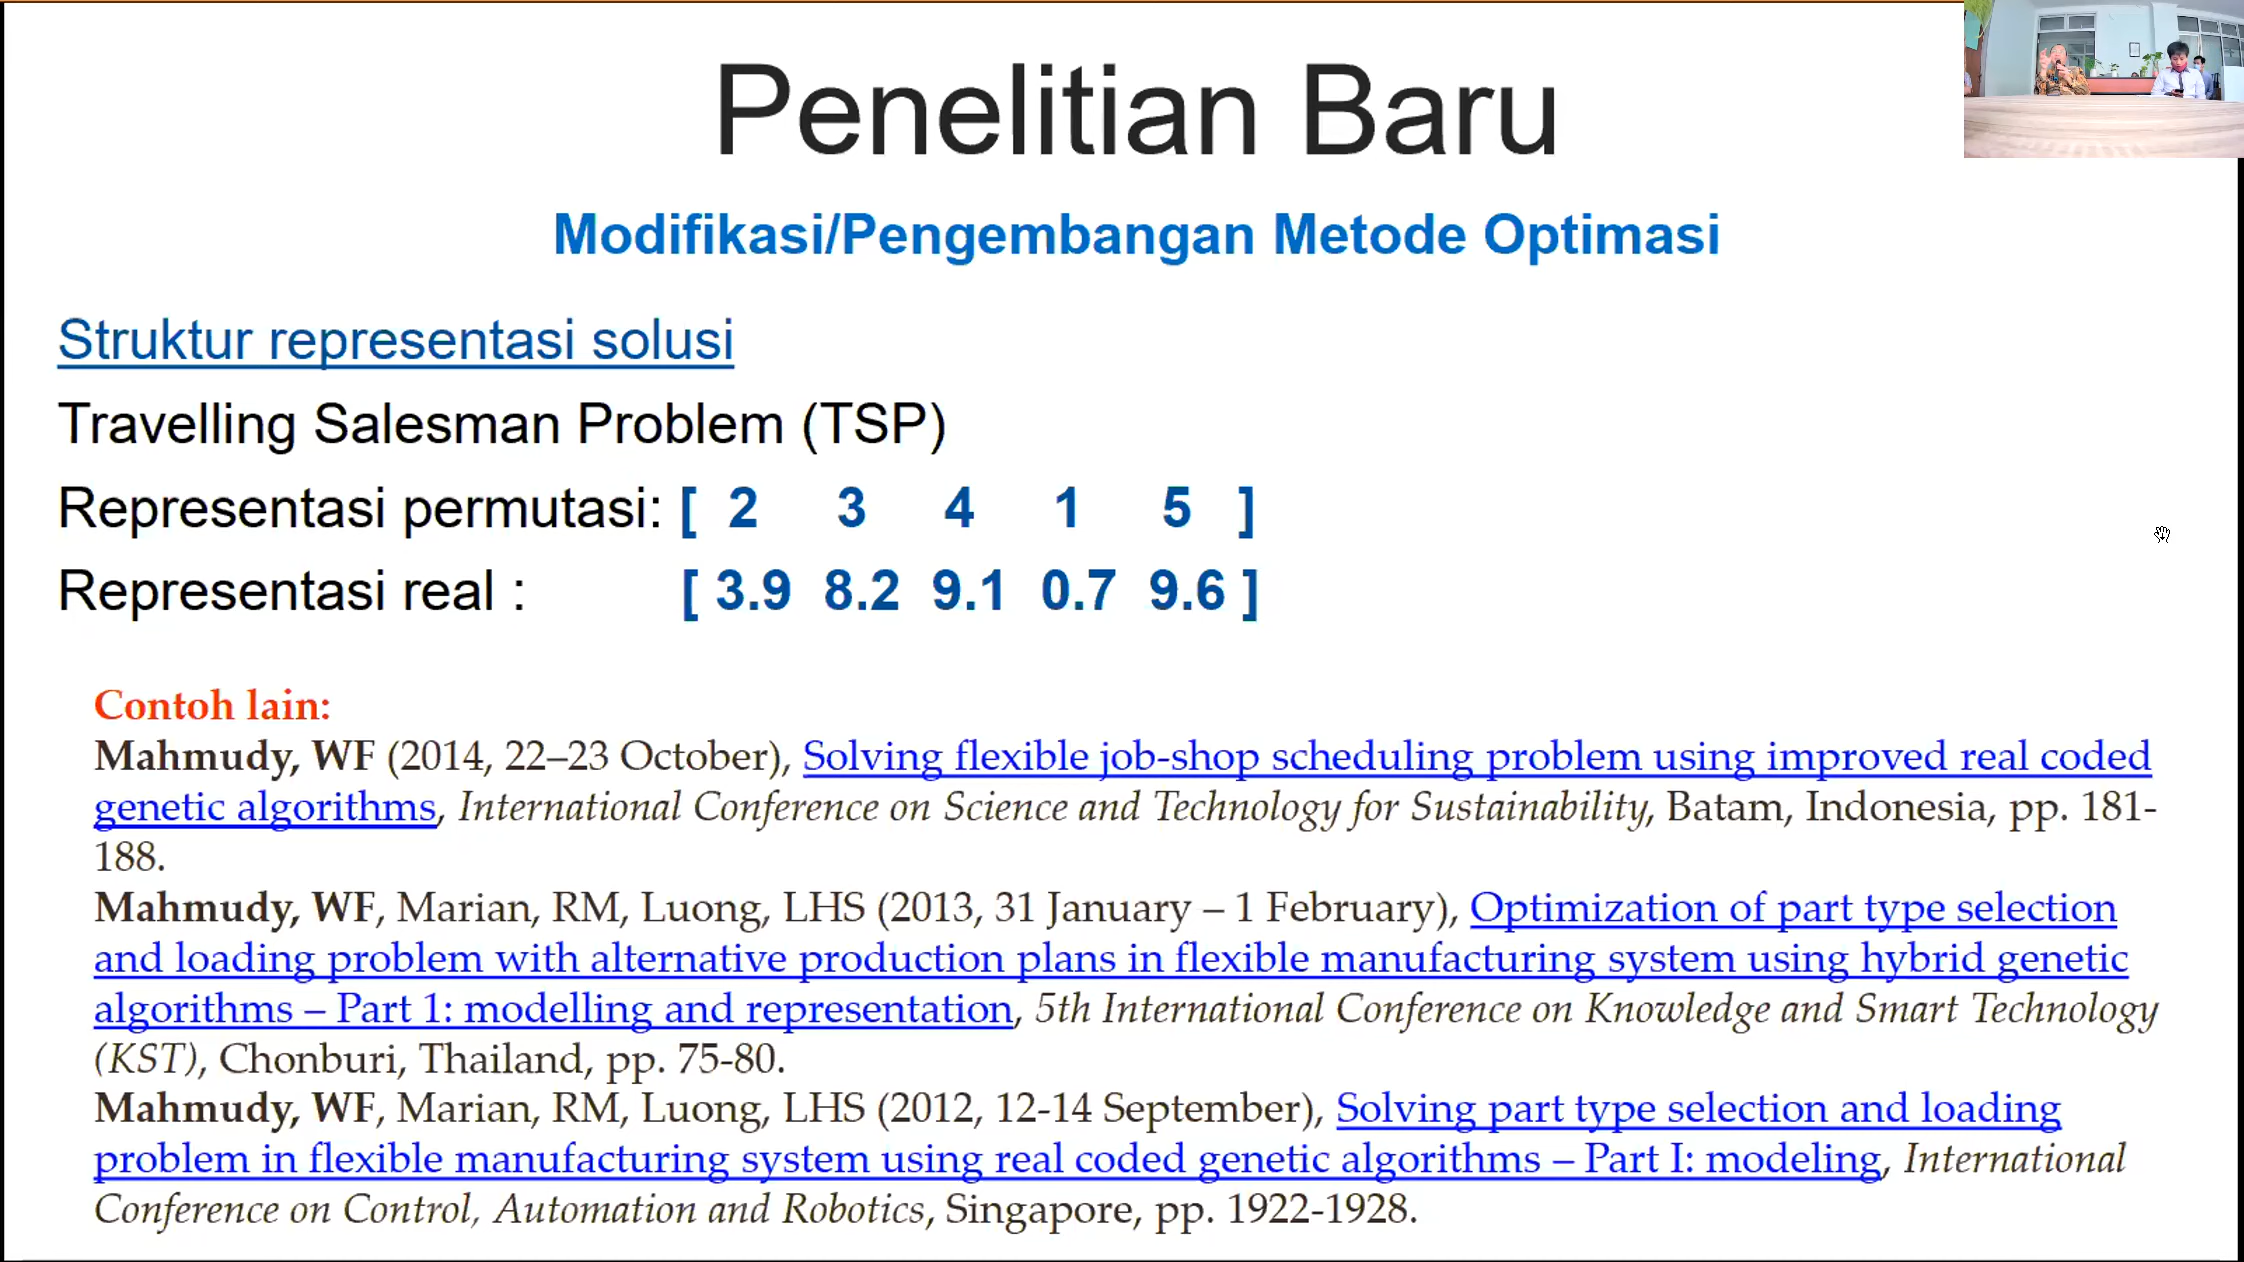 Penelitian Baru
Modifikasi/Pengembangan Metode Optimasi
Struktur representasi solusi
Travelling Salesman Problem (TSP)
Representasi permutasi: [ 2 3 4 1 5 ]
Representasi real : [ 3.9 8.2 9.1 0.7 9.6 ]
Contoh lain:
Mahmudy, WF (2014, 22–23 October), Solving flexible job-shop scheduling problem using improved real coded
genetic algorithms, International Conference on Science and Technology for Sustainability, Batam, Indonesia, pp. 181-
188.
Mahmudy, WF, Marian, RM, Luong, LHS (2013, 31 January – 1 February), Optimization of part type selection
and loading problem with alternative production plans in flexible manufacturing system using hybrid genetic
algorithms – Part 1: modelling and representation, 5th International Conference on Knowledge and Smart Technology
(KST), Chonburi, Thailand, pp. 75-80.
Mahmudy, WF, Marian, RM, Luong, LHS (2012, 12-14 September), Solving part type selection and loading
problem in flexible manufacturing system using real coded genetic algorithms – Part I: modeling, International
Conference on Control, Automation and Robotics, Singapore, pp. 1922-1928.